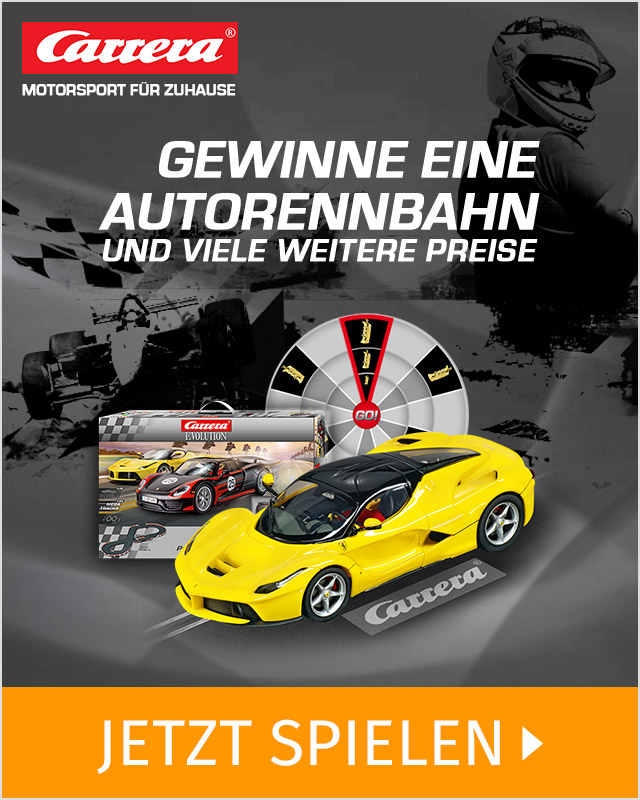 Carrera®
MOTORSPORT FÜR ZUHAUSE
GEWINNE EINE
AUTORENNBAHN
UND VIELE WEITERE PREISE
GO!
Carrera
EVOLUTION
Carrera
JETZT SPIELEN